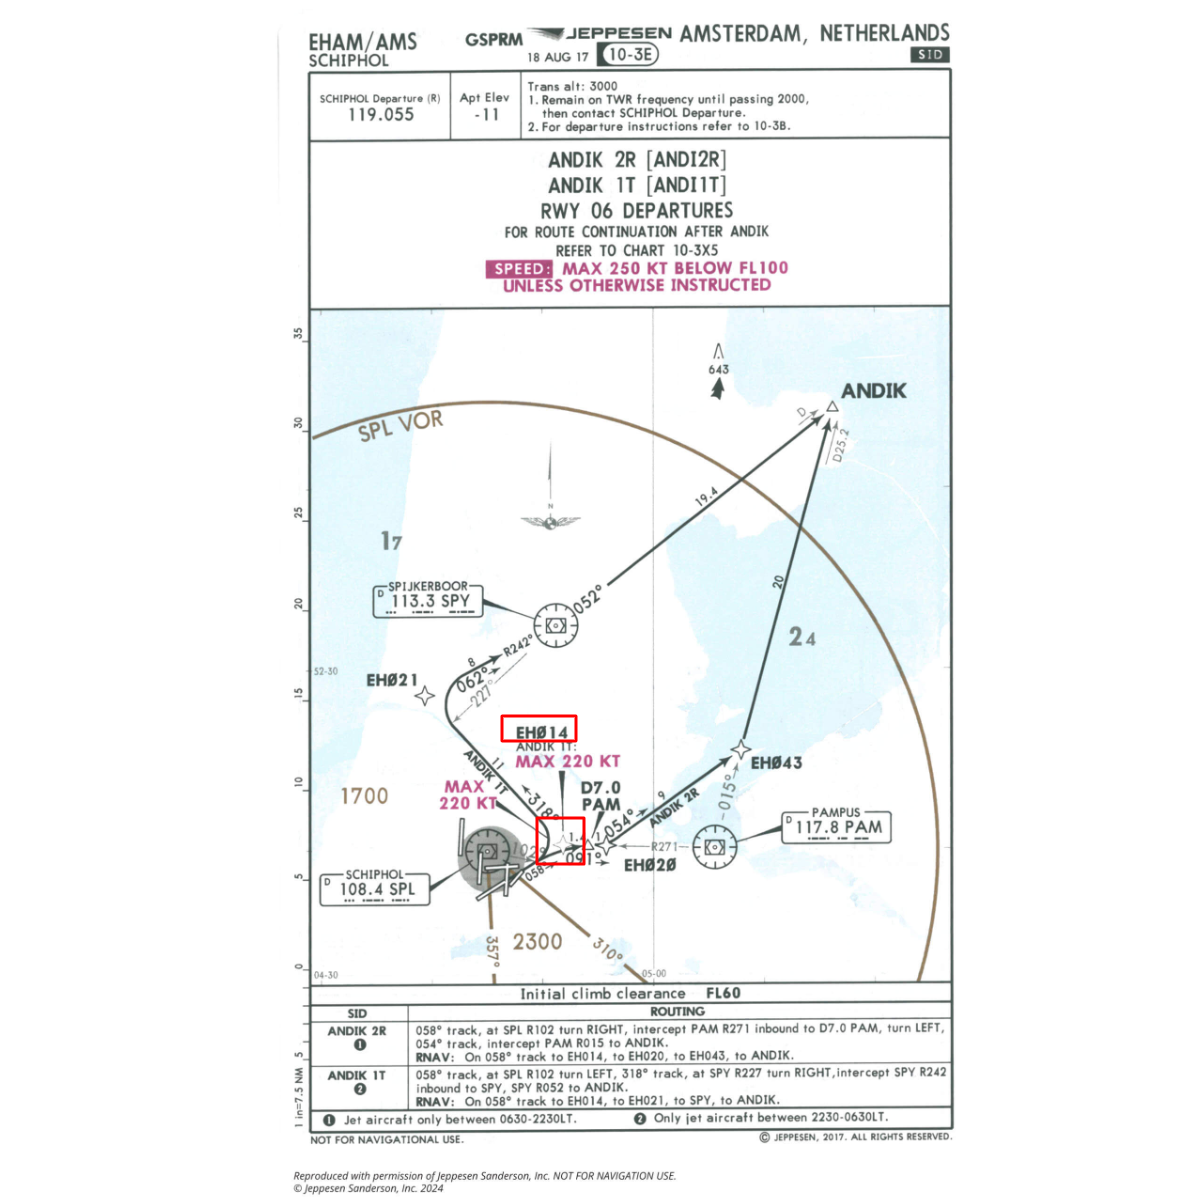 EHAM/AMS
SCHIPHOL
GSPRM
JEPPESEN
18 AUG 17
10-3E
AMSTERDAM, NETHERLANDS
SID
SCHIPHOL Departure (R)
119.055
Apt Elev
-11
Trans alt: 3000
1. Remain on TWR frequency until passing 2000,
then contact SCHIPHOL Departure.
2. For departure instructions refer to 10-3B.
ANDIK 2R [ANDI2R]
ANDIK 1T [ANDI1T]
RWY 06 DEPARTURES
FOR ROUTE CONTINUATION AFTER ANDIK
REFER TO CHART 10-3X5
SPEED: MAX 250 KT BELOW FL100
UNLESS OTHERWISE INSTRUCTED
35
643
ANDIK
D
D25.2
30
SPL VOR
19.4
N
25
17
20
SPIJKERBOOR
D 113.3 SPY
052°
20
24
R242°
8
062°
227°
52-30
EHØ21
15
EHØ14
ANDIK 1T:
MAX 220 KT
11
ANDIK 1T
EHØ43
10
1700
MAX
220 KT
318°
D7.0
PAM
9
054°
ANDIK 2R
015°
PAMPUS
D 117.8 PAM
102°
1.4
1
091°
R271
EHØ20
058°
SCHIPHOL
D 108.4 SPL
5
2300
357°
310°
0
04-30
05-00
Initial climb clearance FL60
SID
ROUTING
ANDIK 2R
1
058° track, at SPL R102 turn RIGHT, intercept PAM R271 inbound to D7.0 PAM, turn LEFT,
054° track, intercept PAM R015 to ANDIK.
RNAV: On 058° track to EH014, to EH020, to EH043, to ANDIK.
ANDIK 1T
2
058° track, at SPL R102 turn LEFT, 318° track, at SPY R227 turn RIGHT, intercept SPY R242
inbound to SPY, SPY R052 to ANDIK.
RNAV: On 058° track to EH014, to EH021, to SPY, to ANDIK.
5
1 in=7.5 NM
1 Jet aircraft only between 0630-2230LT.
2 Only jet aircraft between 2230-0630LT.
NOT FOR NAVIGATIONAL USE.
© JEPPESEN, 2017. ALL RIGHTS RESERVED.
Reproduced with permission of Jeppesen Sanderson, Inc. NOT FOR NAVIGATION USE.
© Jeppesen Sanderson, Inc. 2024